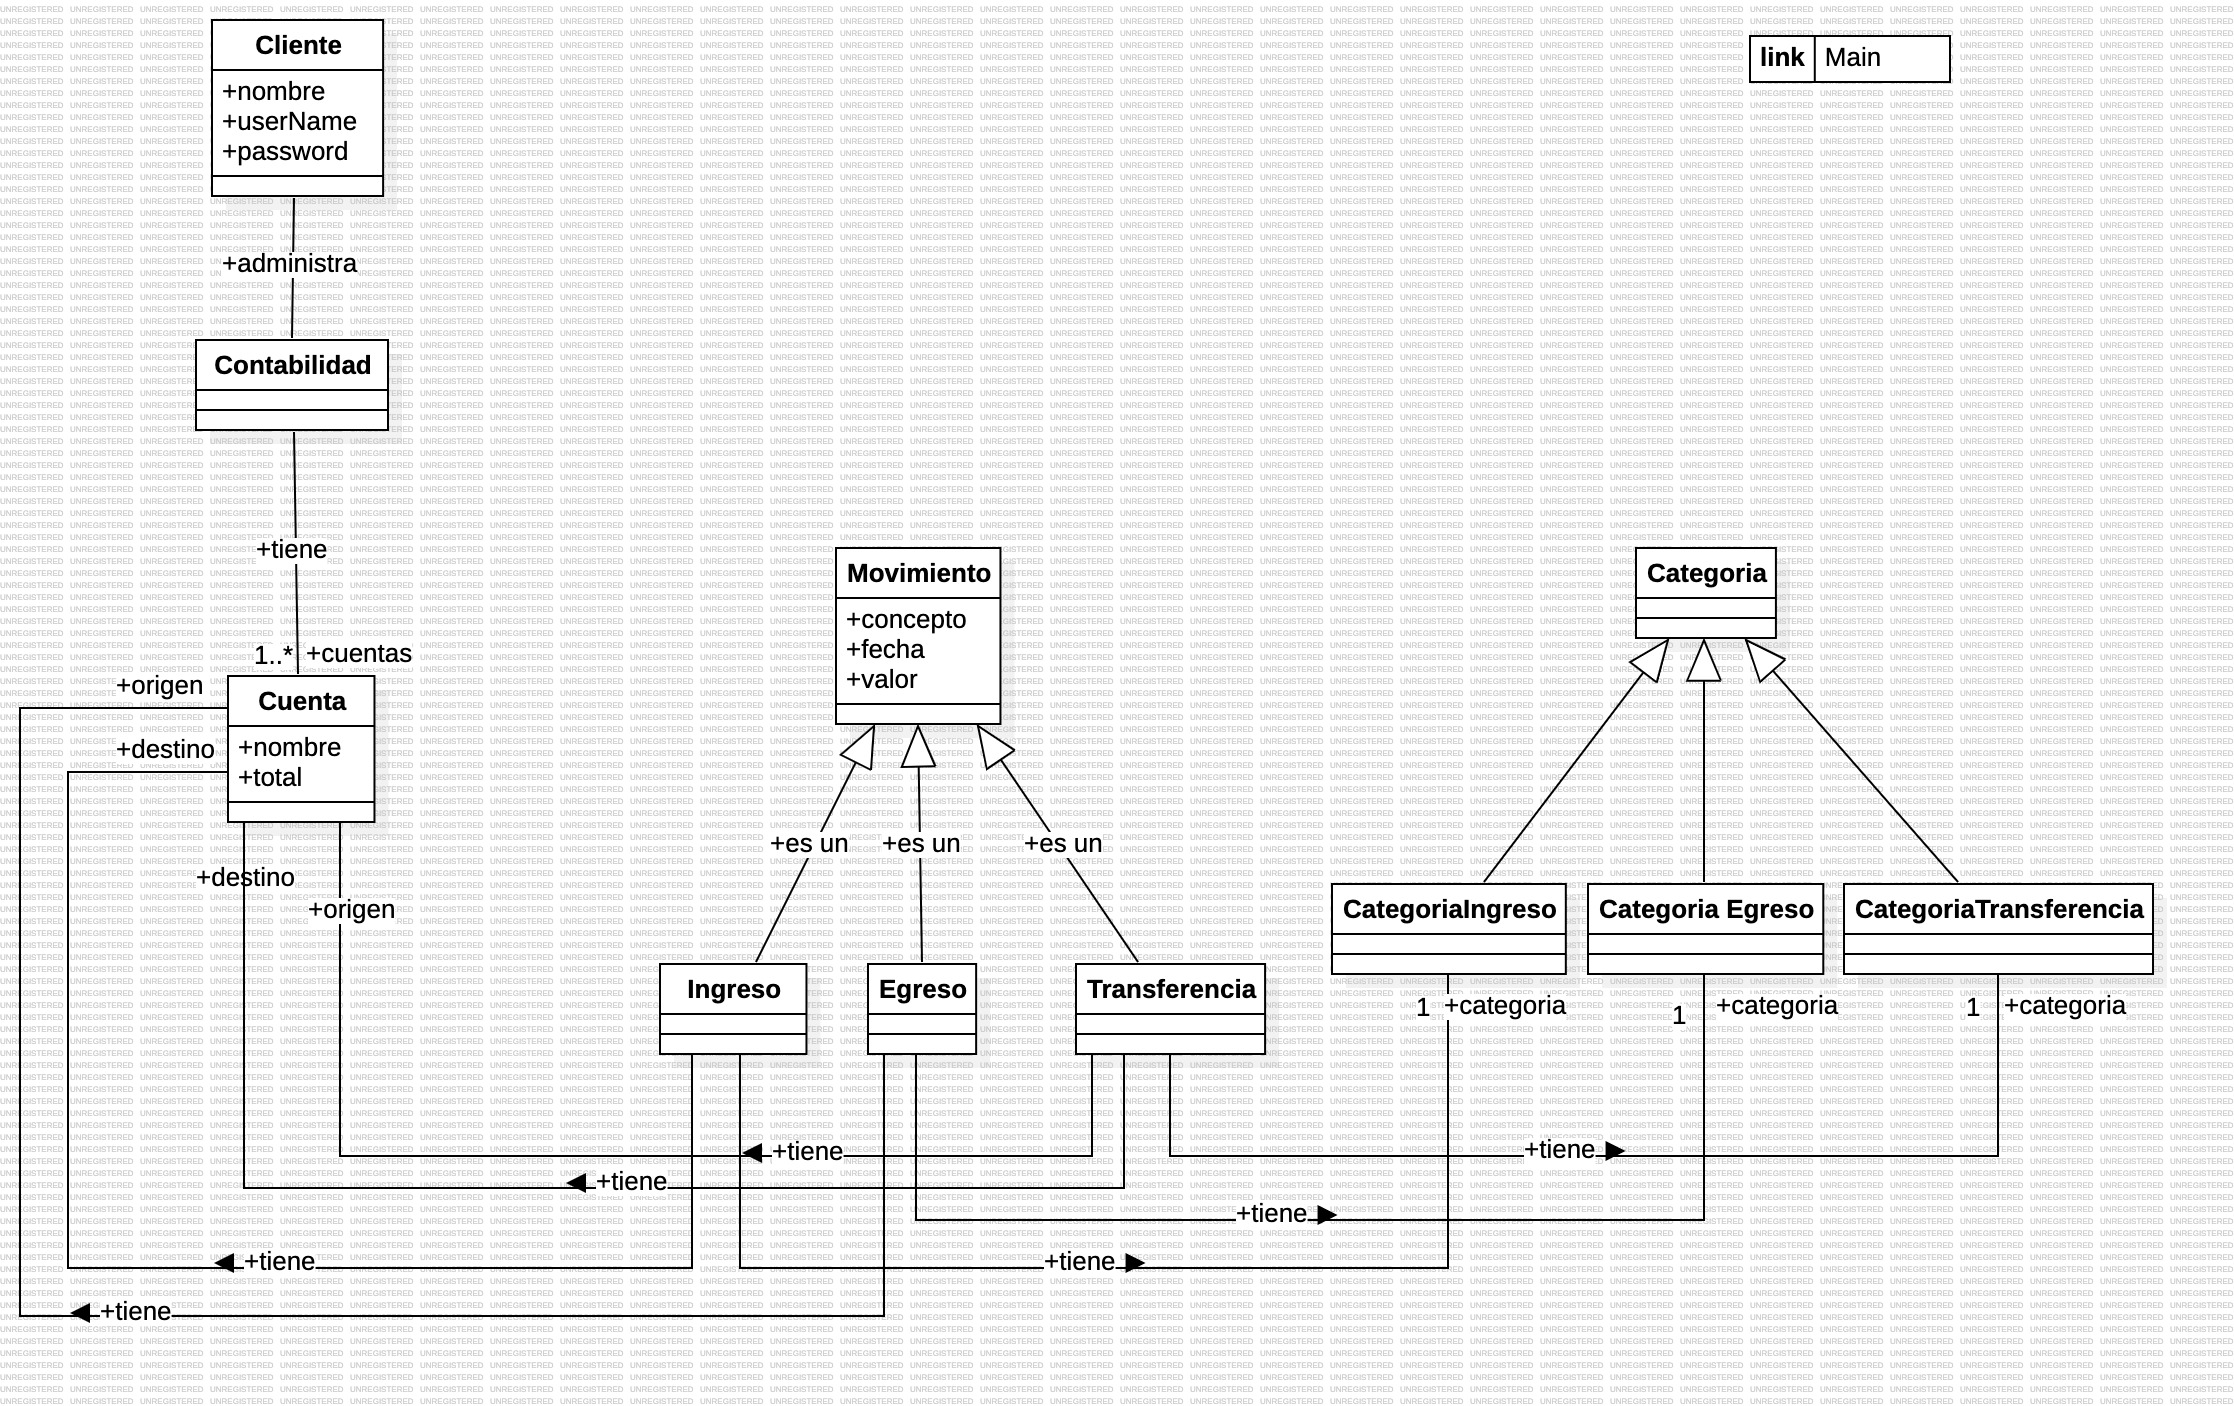 Cliente
+nombre
+userName
+password
link Main
+administra
Contabilidad
+tiene
1..* +cuentas
+origen
Cuenta
+destino
+nombre
+total
+destino
+origen
Movimiento
+concepto
+fecha
+valor
+es un +es un +es un
Ingreso
Egreso
Transferencia
Categoria
CategoriaIngreso
Categoria Egreso
CategoriaTransferencia
1 +categoria
1 +categoria
1 +categoria
+tiene
+tiene
+tiene
+tiene
+tiene
+tiene
+tiene
UNREGISTERED